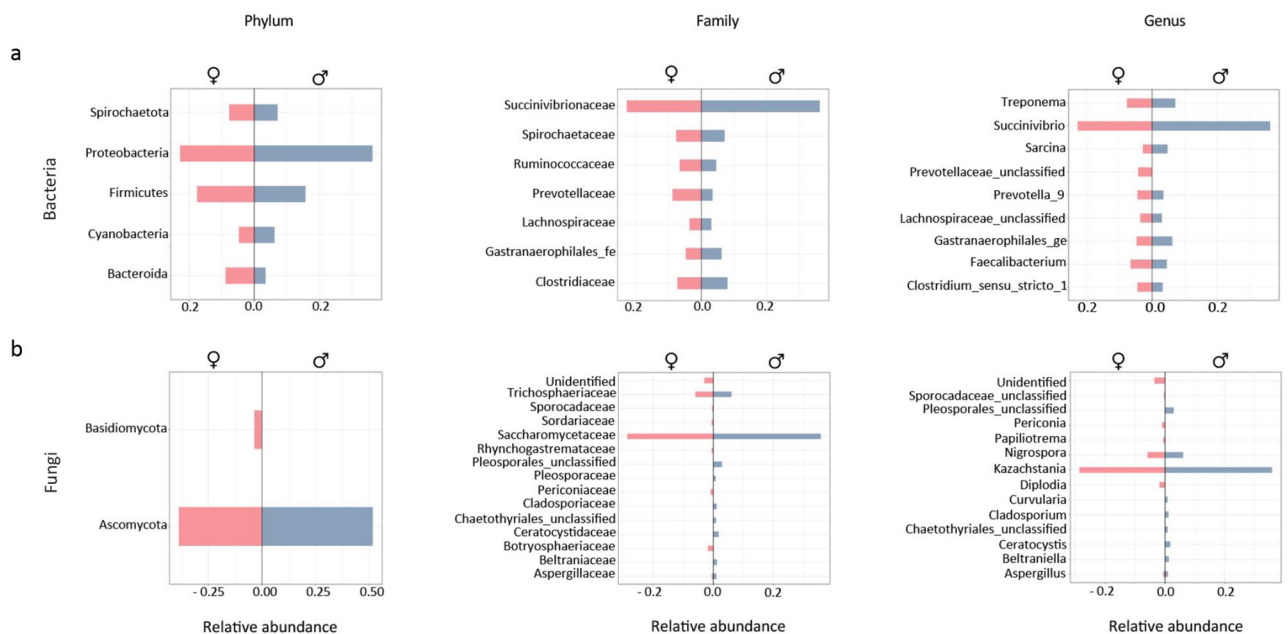 Phylum Family Genus
a
♀ ♂ ♀ ♂ ♀ ♂
Bacteria
Spirochaetota
Proteobacteria
Firmicutes
Cyanobacteria
Bacteroida
0.2 0.0 0.2
Succinivibrionaceae
Spirochaetaceae
Ruminococcaceae
Prevotellaceae
Lachnospiraceae
Gastranaerophilales_fe
Clostridiaceae
0.2 0.0 0.2
Treponema
Succinivibrio
Sarcina
Prevotellaceae_unclassified
Prevotella_9
Lachnospiraceae_unclassified
Gastranaerophilales_ge
Faecalibacterium
Clostridium_sensu_stricto_1
0.2 0.0 0.2
b
♀ ♂ ♀ ♂ ♀ ♂
Fungi
Basidiomycota
Ascomycota
- 0.25 0.00 0.25 0.50
Relative abundance
Unidentified
Trichosphaeriaceae
Sporocadaceae
Sordariaceae
Saccharomycetaceae
Rhynchogastremataceae
Pleosporales_unclassified
Pleosporaceae
Periconiaceae
Cladosporiaceae
Chaetothyriales_unclassified
Ceratocystidaceae
Botryosphaeriaceae
Beltraniaceae
Aspergillaceae
- 0.2 0.0 0.2
Relative abundance
Unidentified
Sporocadaceae_unclassified
Pleosporales_unclassified
Periconia
Papiliotrema
Nigrospora
Kazachstania
Diplodia
Curvularia
Cladosporium
Chaetothyriales_unclassified
Ceratocystis
Beltraniella
Aspergillus
- 0.2 0.0 0.2
Relative abundance